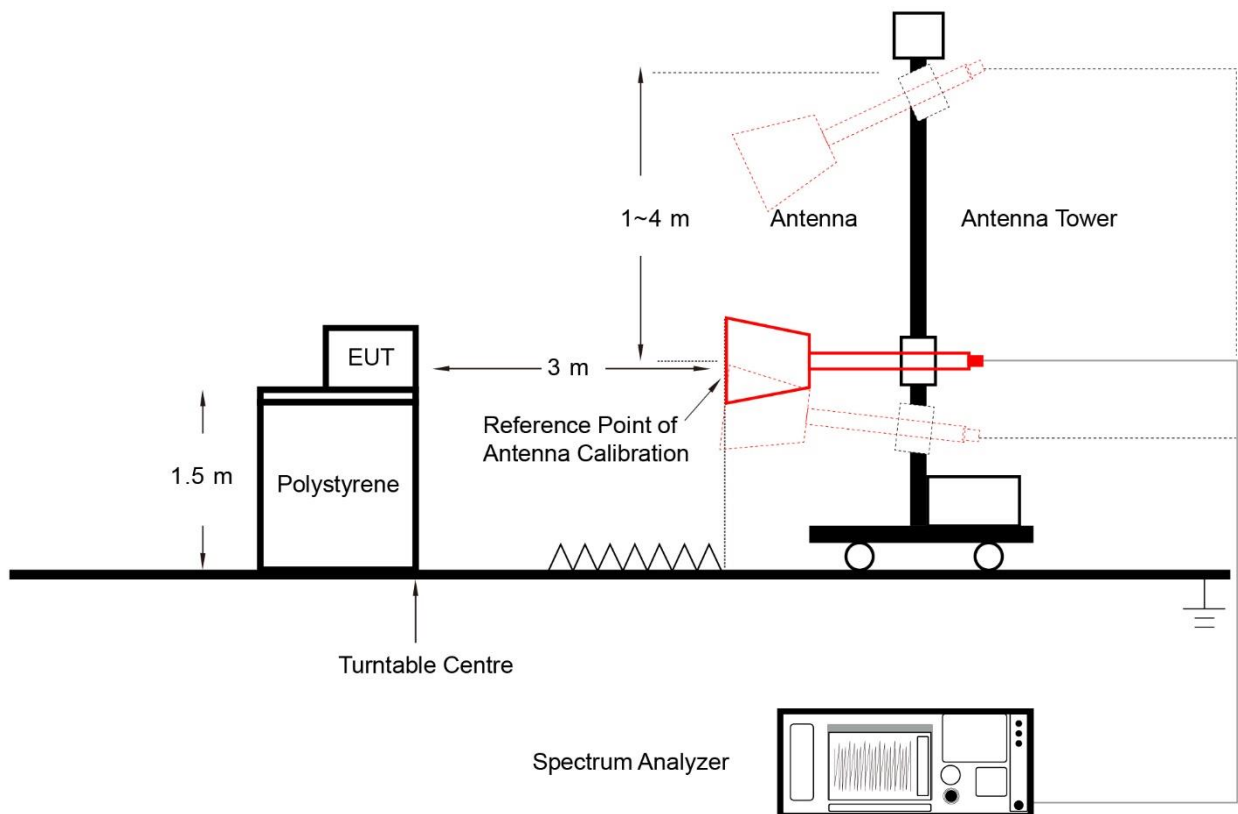 1~4 m
Antenna
Antenna Tower
EUT
3 m
Reference Point of
Antenna Calibration
1.5 m
Polystyrene
Turntable Centre
Spectrum Analyzer